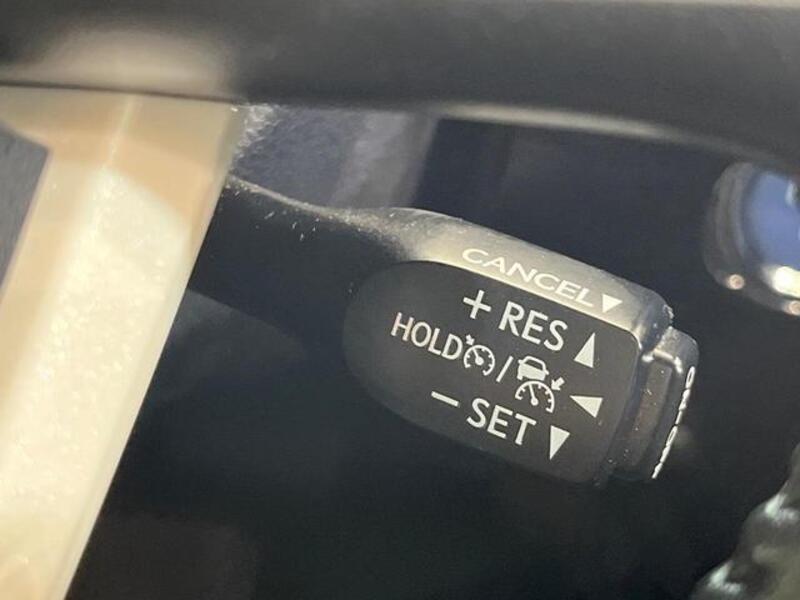 CANCEL▼
+ RES ▲
HOLD /
− SET ▼